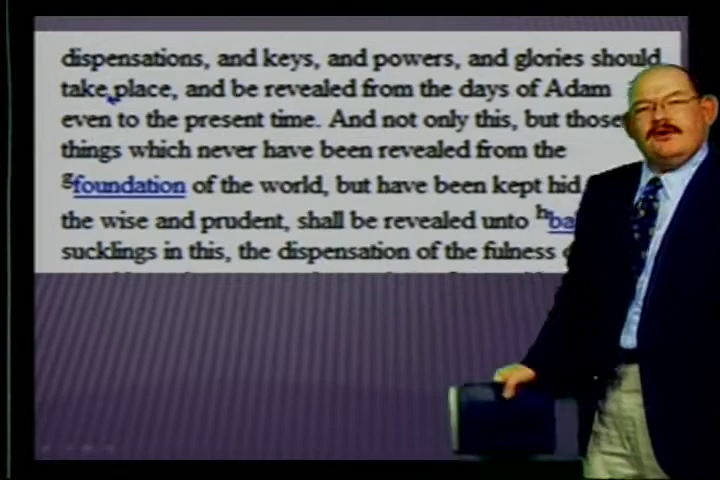 dispensations, and keys, and powers, and glories should
take place, and be revealed from the days of Adam
even to the present time. And not only this, but those
things which never have been revealed from the
g foundation of the world, but have been kept hid
the wise and prudent, shall be revealed unto h
sucklings in this, the dispensation of the fulness